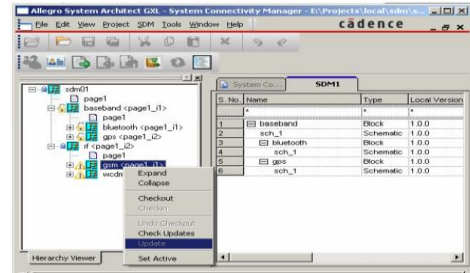 Allegro System Architect GXL - System Connectivity Manager - E:\Projects\local\sdm\s...
File Edit View Project SDM Tools Window Help
cādence
System Co... SDM1
sdm01
page1
baseband <page1_i1>
page1
bluetooth <page1_i1>
gps <page1_i2>
rf <page1_i2>
page1
gsm <page1_i1>
Expand
Collapse
Checkout
Checkin
Undo Checkout
Check Updates
Update
Set Active
Hierarchy Viewer
S. No. Name Type Local Version
* * *
1 baseband Block 1.0.0
2 sch_1 Schematic 1.0.0
3 bluetooth Block 1.0.0
4 sch_1 Schematic 1.0.0
5 gps Block 1.0.0
6 sch_1 Schematic 1.0.0